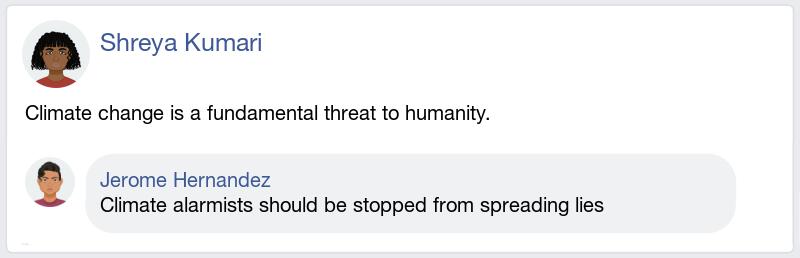 Shreya Kumari
Climate change is a fundamental threat to humanity.
Jerome Hernandez
Climate alarmists should be stopped from spreading lies